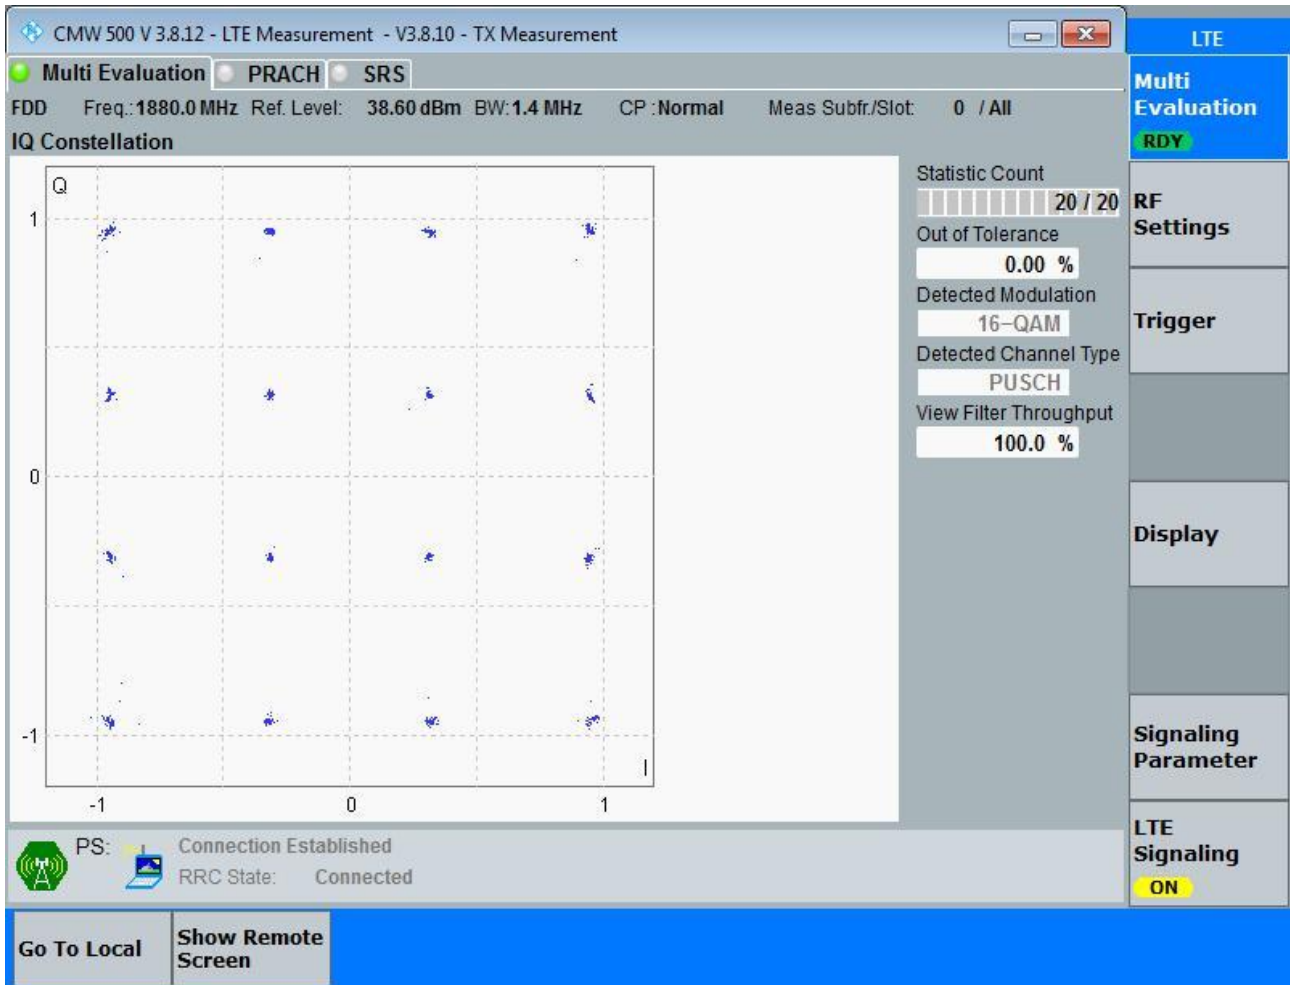 CMW 500 V 3.8.12 - LTE Measurement - V3.8.10 - TX Measurement
LTE
Multi Evaluation PRACH SRS
Multi
Evaluation
RDY
FDD Freq.:1880.0 MHz Ref. Level: 38.60 dBm BW:1.4 MHz CP :Normal Meas Subfr./Slot: 0 / All
IQ Constellation
Q
1
0
-1
I
-1 0 1
Statistic Count
20 / 20
Out of Tolerance
0.00 %
Detected Modulation
16-QAM
Detected Channel Type
PUSCH
View Filter Throughput
100.0 %
RF
Settings
Trigger
Display
Signaling
Parameter
LTE
Signaling
ON
PS: Connection Established
RRC State: Connected
Go To Local
Show Remote
Screen